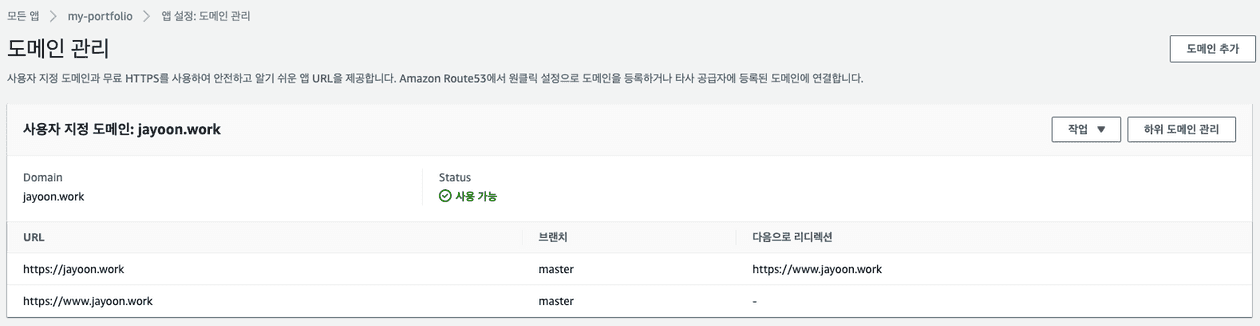 모든 앱 > my-portfolio > 앱 설정: 도메인 관리
도메인 관리
도메인 추가
사용자 지정 도메인과 무료 HTTPS를 사용하여 안전하고 알기 쉬운 앱 URL을 제공합니다. Amazon Route53에서 원클릭 설정으로 도메인을 등록하거나 타사 공급자에 등록된 도메인에 연결합니다.
사용자 지정 도메인: jayoon.work
작업 ▼ 하위 도메인 관리
Domain Status
jayoon.work 사용 가능
URL 브랜치 다음으로 리디렉션
https://jayoon.work master https://www.jayoon.work
https://www.jayoon.work master -